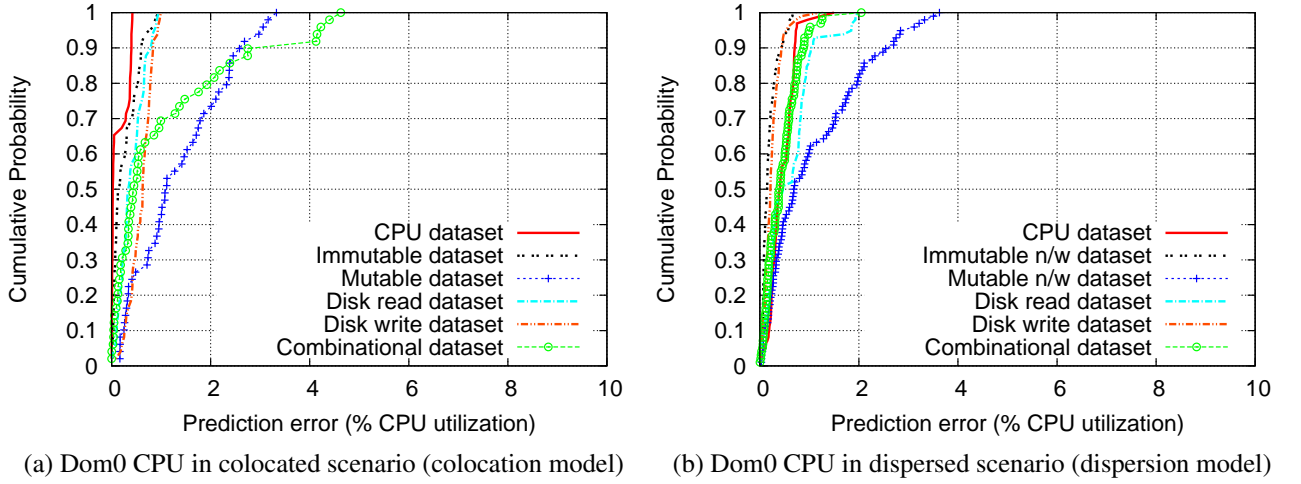 Cumulative Probability
1
0.9
0.8
0.7
0.6
0.5
0.4
0.3
0.2
0.1
0
0 2 4 6 8 10
Prediction error (% CPU utilization)
CPU dataset
Immutable dataset
Mutable dataset
Disk read dataset
Disk write dataset
Combinational dataset
(a) Dom0 CPU in colocated scenario (colocation model)
Cumulative Probability
1
0.9
0.8
0.7
0.6
0.5
0.4
0.3
0.2
0.1
0
0 2 4 6 8 10
Prediction error (% CPU utilization)
CPU dataset
Immutable n/w dataset
Mutable n/w dataset
Disk read dataset
Disk write dataset
Combinational dataset
(b) Dom0 CPU in dispersed scenario (dispersion model)